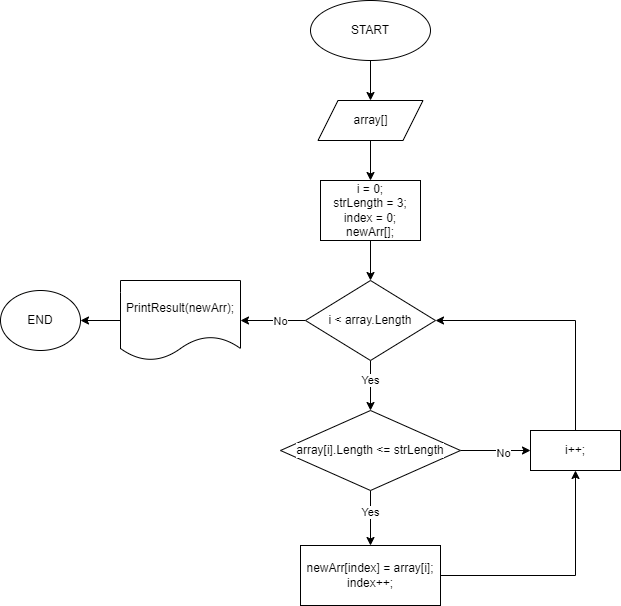 START
array[]
i = 0;
strLength = 3;
index = 0;
newArr[];
i < array.Length
No
PrintResult(newArr);
END
Yes
array[i].Length <= strLength
No
i++;
Yes
newArr[index] = array[i];
index++;